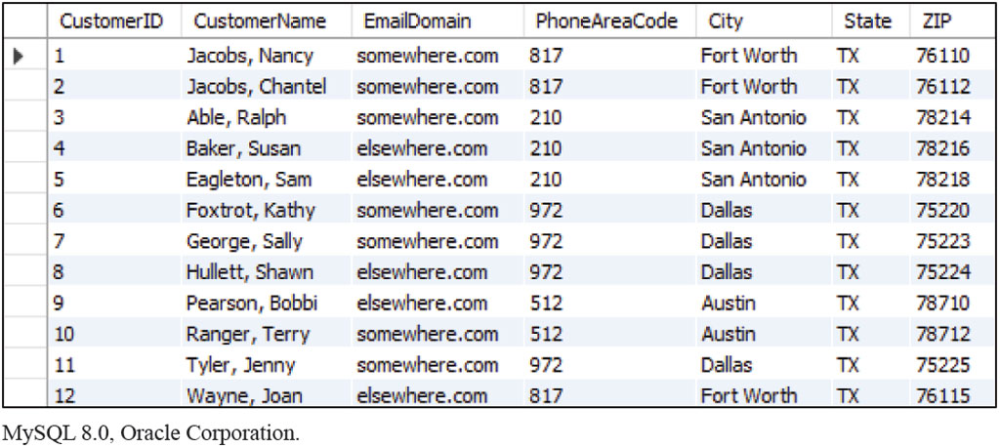 CustomerID CustomerName EmailDomain PhoneAreaCode City State ZIP
1 Jacobs, Nancy somewhere.com 817 Fort Worth TX 76110
2 Jacobs, Chantel somewhere.com 817 Fort Worth TX 76112
3 Able, Ralph somewhere.com 210 San Antonio TX 78214
4 Baker, Susan elsewhere.com 210 San Antonio TX 78216
5 Eagleton, Sam elsewhere.com 210 San Antonio TX 78218
6 Foxtrot, Kathy somewhere.com 972 Dallas TX 75220
7 George, Sally somewhere.com 972 Dallas TX 75223
8 Hullett, Shawn elsewhere.com 972 Dallas TX 75224
9 Pearson, Bobbi elsewhere.com 512 Austin TX 78710
10 Ranger, Terry somewhere.com 512 Austin TX 78712
11 Tyler, Jenny somewhere.com 972 Dallas TX 75225
12 Wayne, Joan elsewhere.com 817 Fort Worth TX 76115
MySQL 8.0, Oracle Corporation.